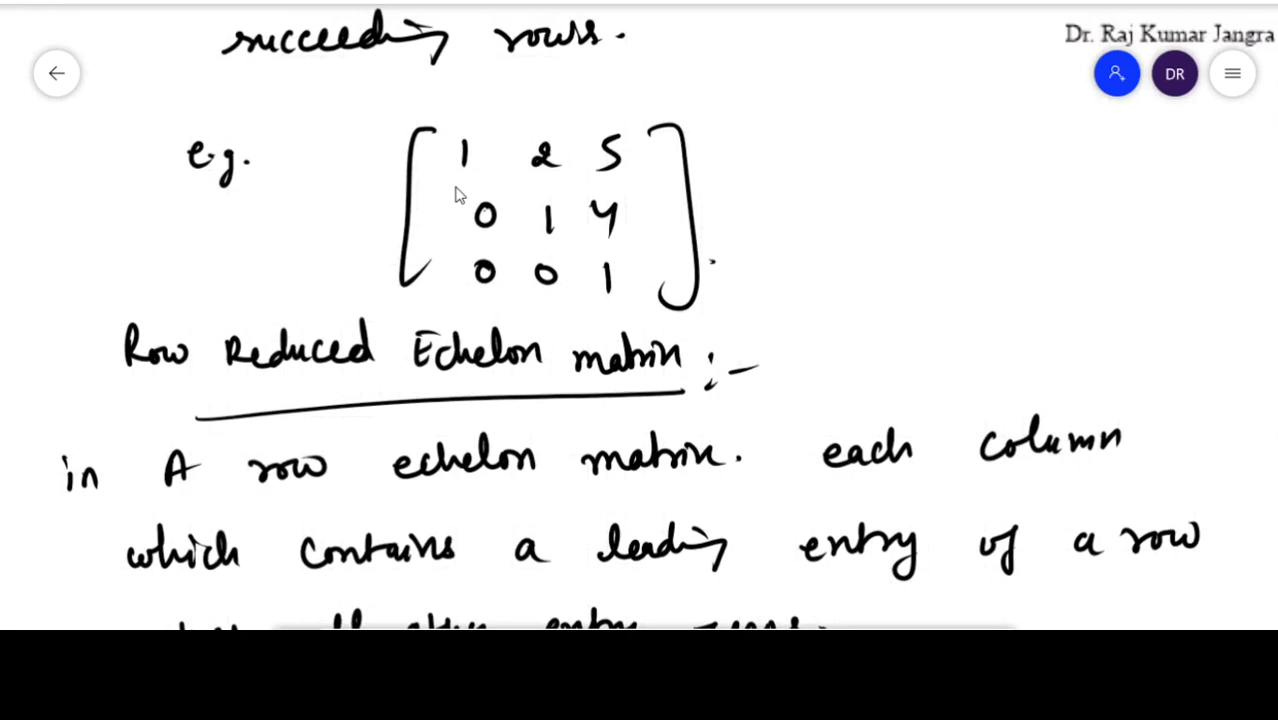 succeeding rows.
Dr. Raj Kumar Jangra
DR
e.g.
1 2 5
0 1 4
0 0 1
Row Reduced Echelon matrix :-
in A row echelon matrix. each column
which contains a leading entry of a row
entry